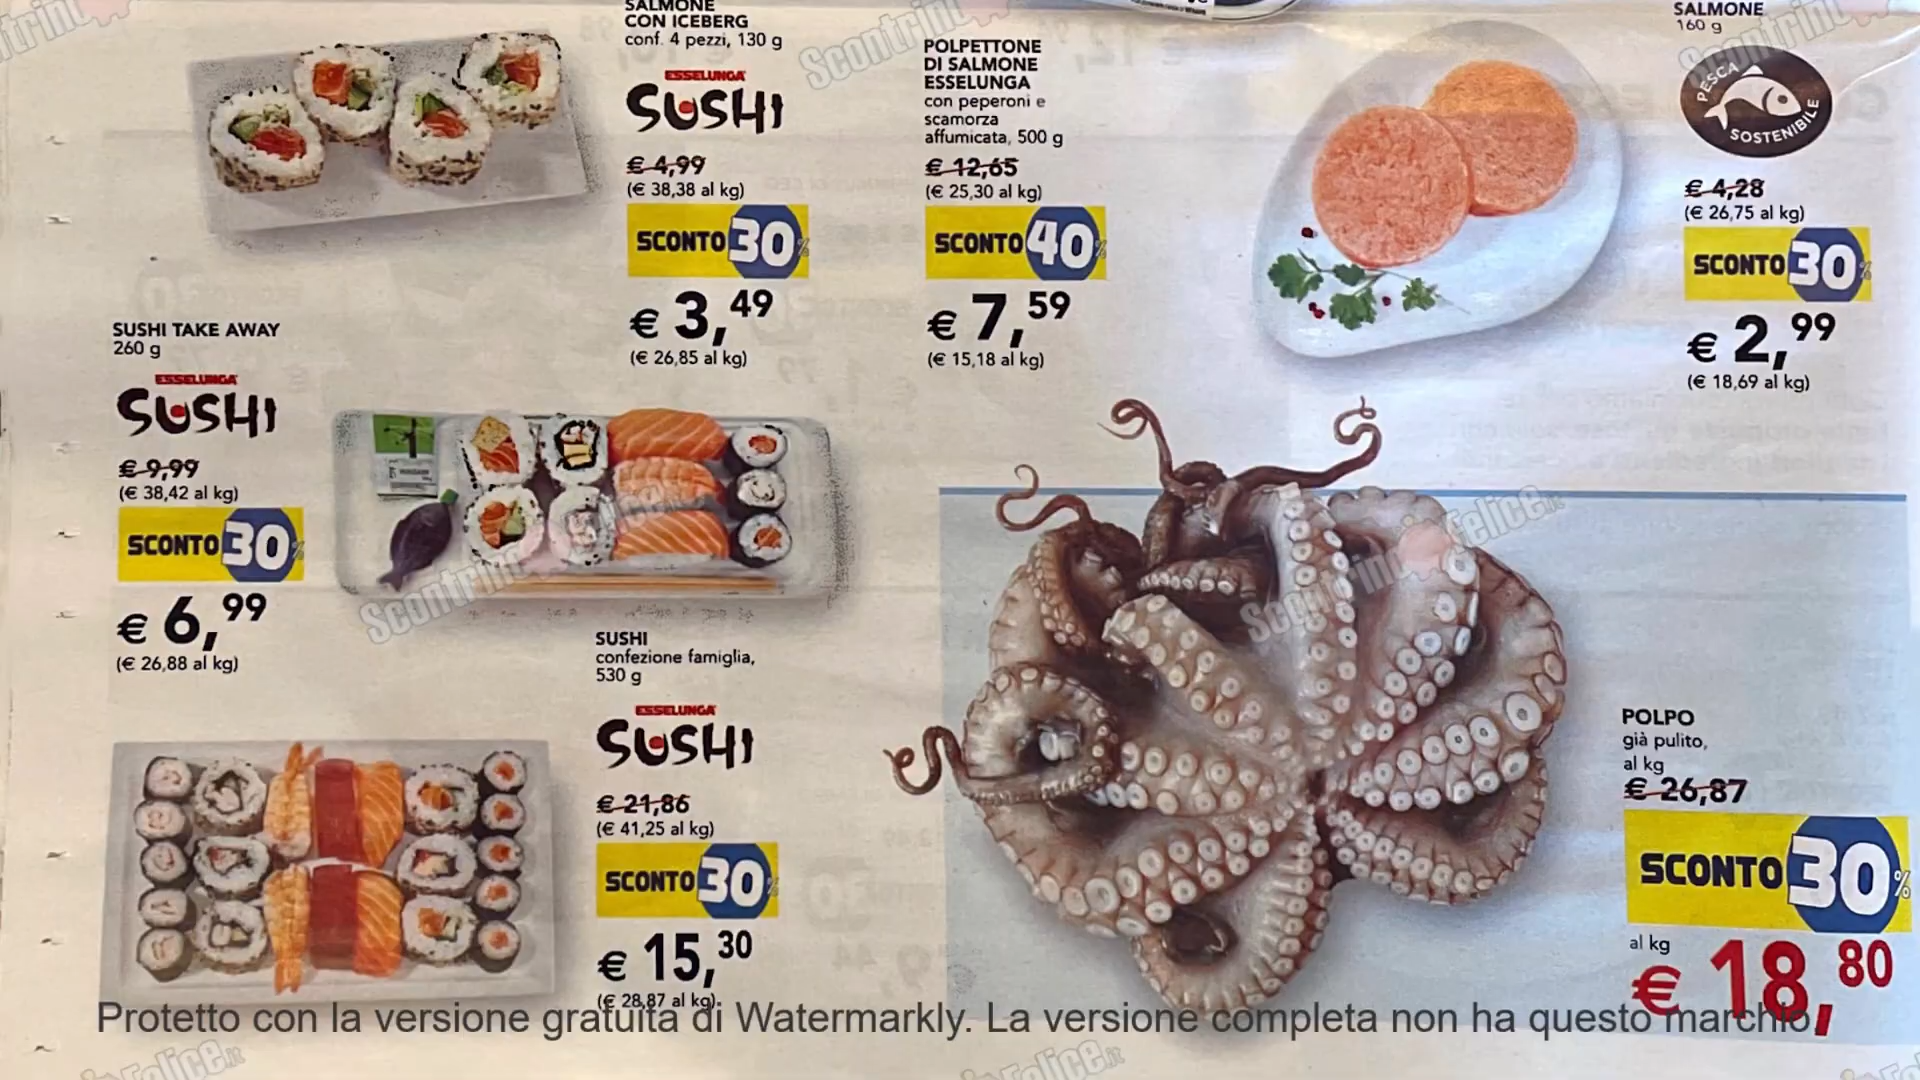 SALMONE
CON ICEBERG
conf. 4 pezzi, 130 g
ESSELUNGA
SUSHI
€ 4,99
(€ 38,38 al kg)
SCONTO 30%
€ 3,49
(€ 26,85 al kg)
POLPETTONE
DI SALMONE
ESSELUNGA
con peperoni e
scamorza
affumicata, 500 g
€ 12,65
(€ 25,30 al kg)
SCONTO 40%
€ 7,59
(€ 15,18 al kg)
SALMONE
160 g
PESCA
SOSTENIBILE
€ 4,28
(€ 26,75 al kg)
SCONTO 30%
€ 2,99
(€ 18,69 al kg)
SUSHI TAKE AWAY
260 g
ESSELUNGA
SUSHI
€ 9,99
(€ 38,42 al kg)
SCONTO 30%
€ 6,99
(€ 26,88 al kg)
SUSHI
confezione famiglia,
530 g
ESSELUNGA
SUSHI
€ 21,86
(€ 41,25 al kg)
SCONTO 30%
€ 15,30
(€ 28,87 al kg)
POLPO
già pulito,
al kg
€ 26,87
SCONTO 30%
al kg
€ 18,80
Protetto con la versione gratuita di Watermarkly. La versione completa non ha questo marchio.